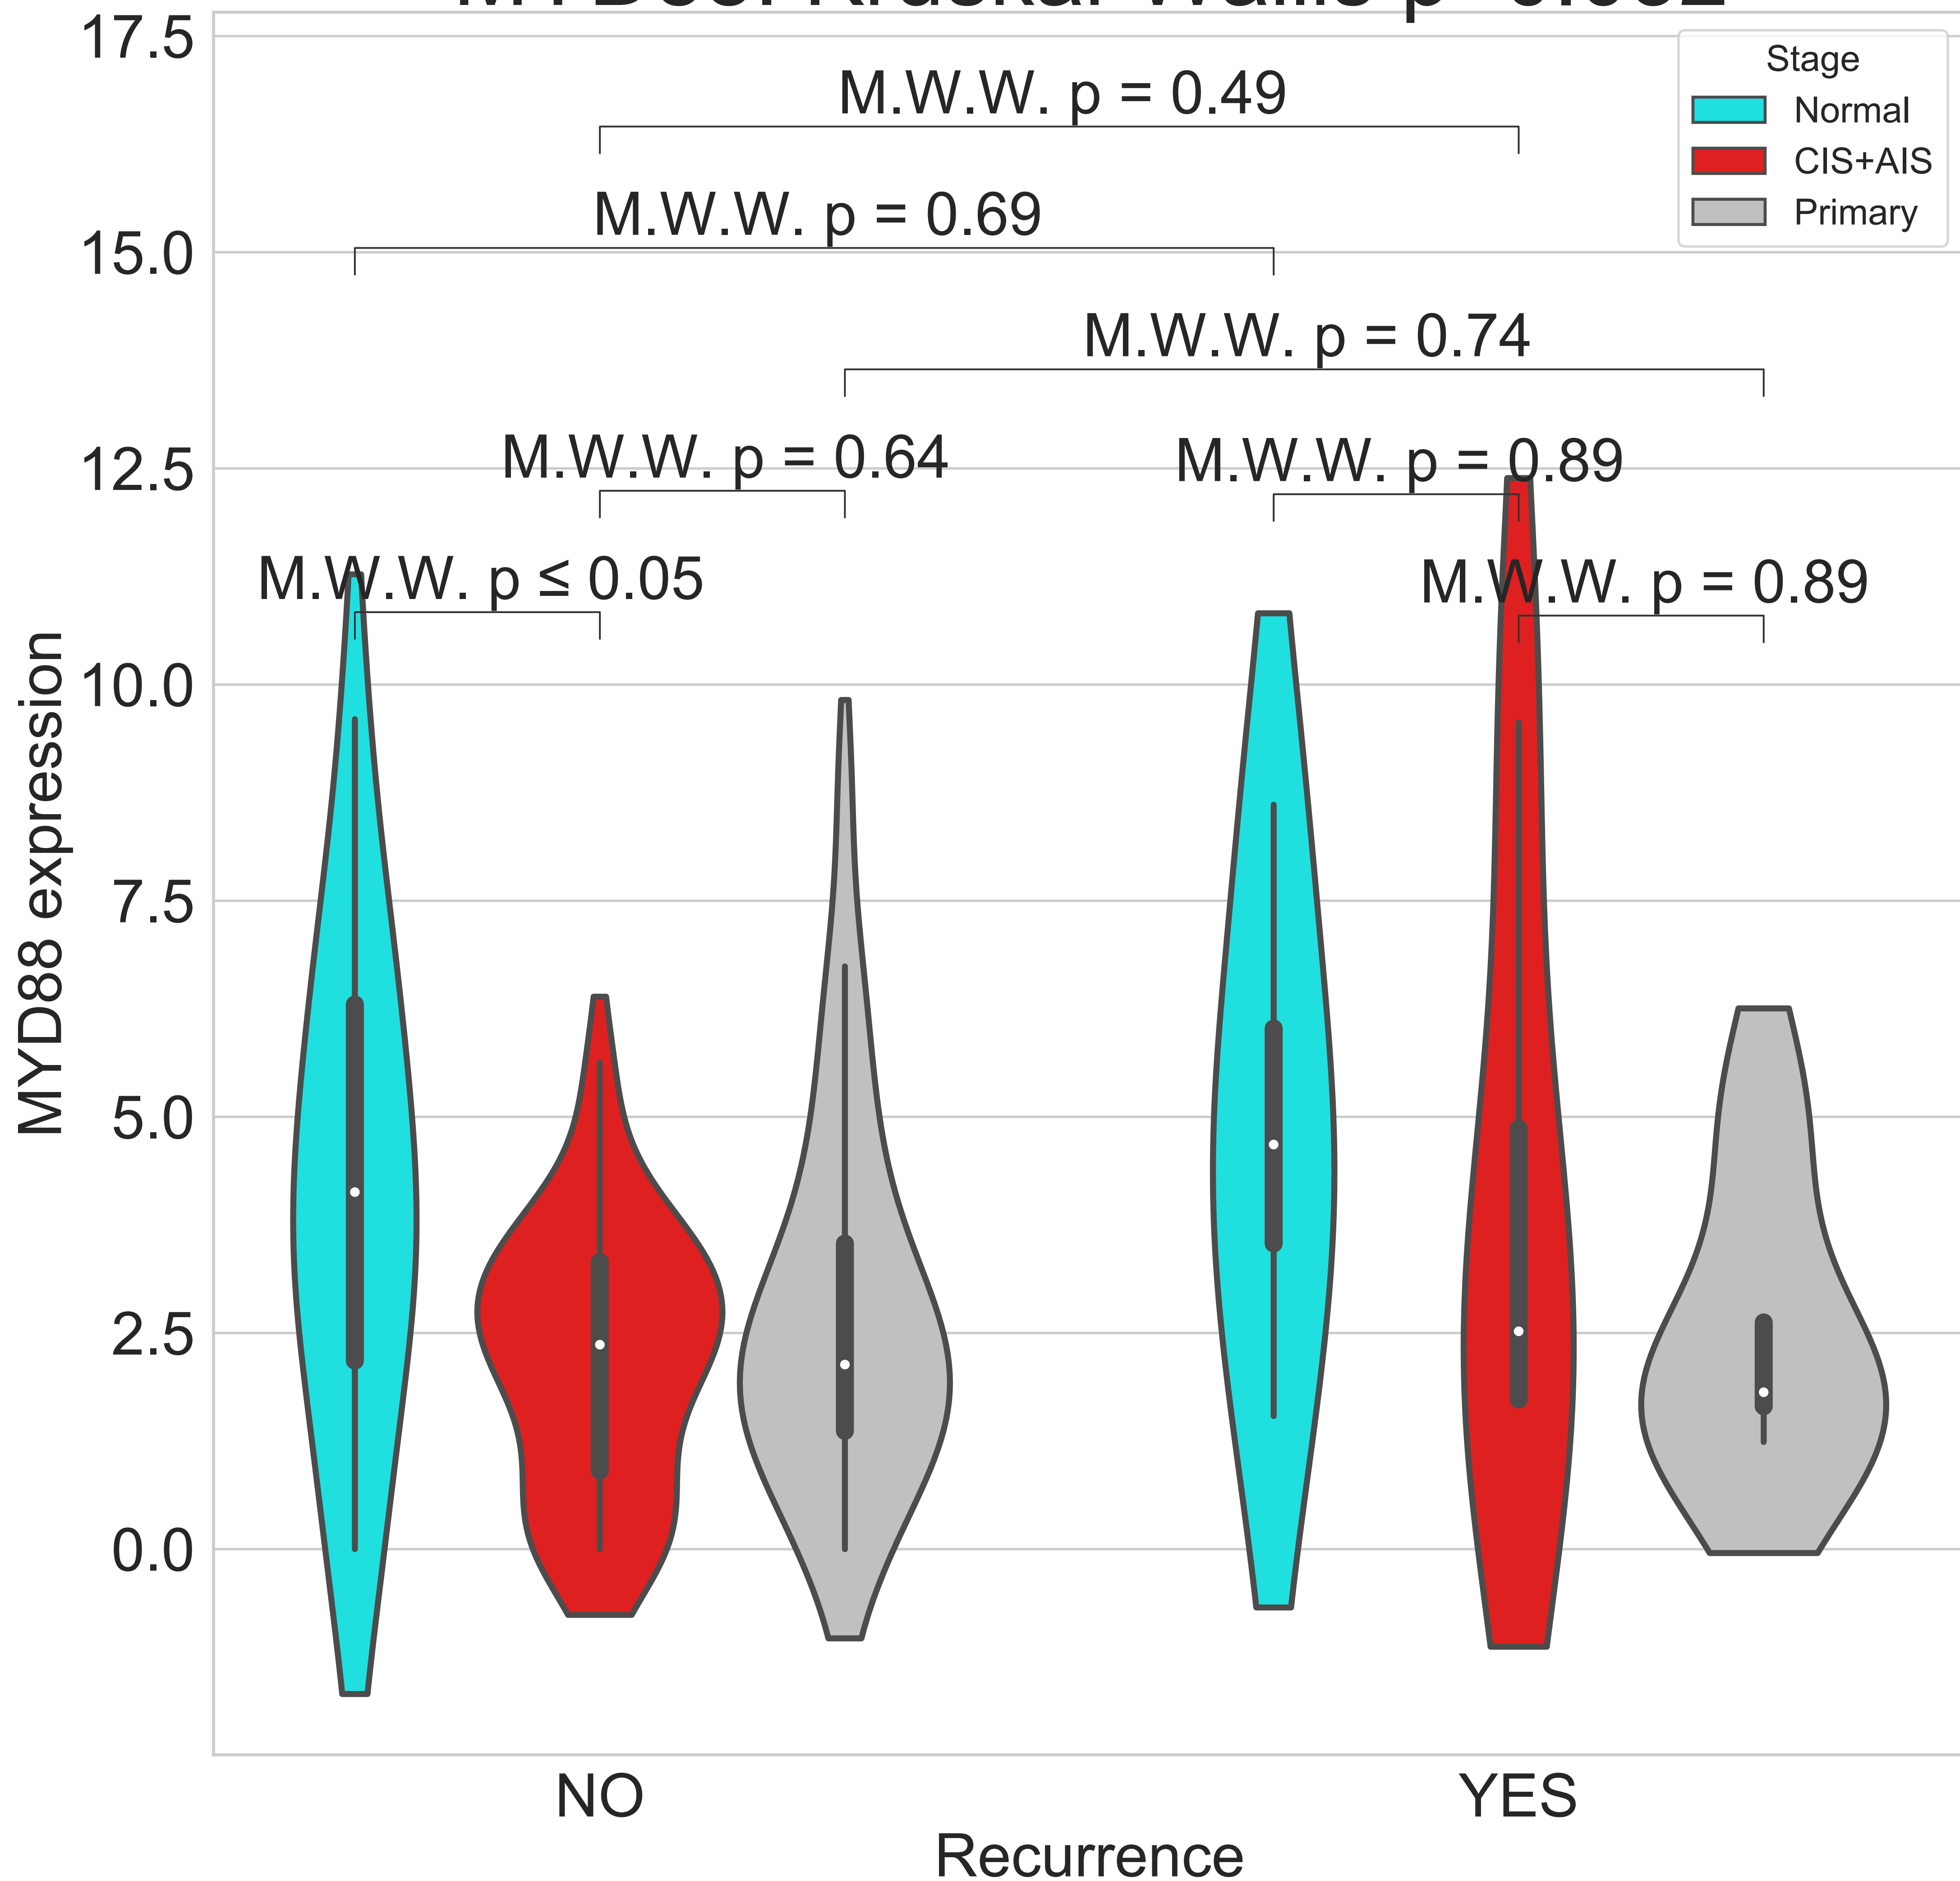 17.5
15.0
12.5
10.0
7.5
5.0
2.5
0.0
MYD88 expression
M.W.W. p = 0.49
M.W.W. p = 0.69
M.W.W. p = 0.74
M.W.W. p = 0.64
M.W.W. p = 0.89
M.W.W. p ≤ 0.05
M.W.W. p = 0.89
Stage
Normal
CIS+AIS
Primary
NO
YES
Recurrence